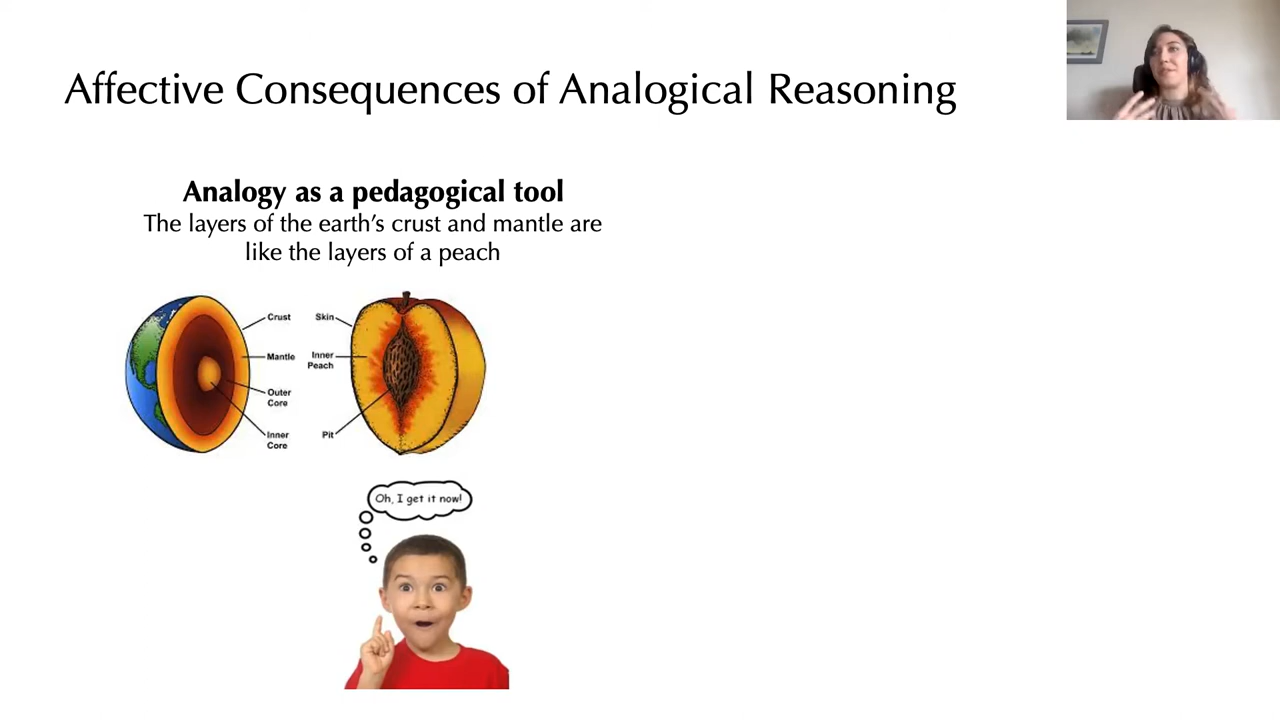 Affective Consequences of Analogical Reasoning
Analogy as a pedagogical tool
The layers of the earth’s crust and mantle are
like the layers of a peach
Crust
Mantle
Outer
Core
Inner
Core
Skin
Inner
Peach
Pit
Oh, I get it now!